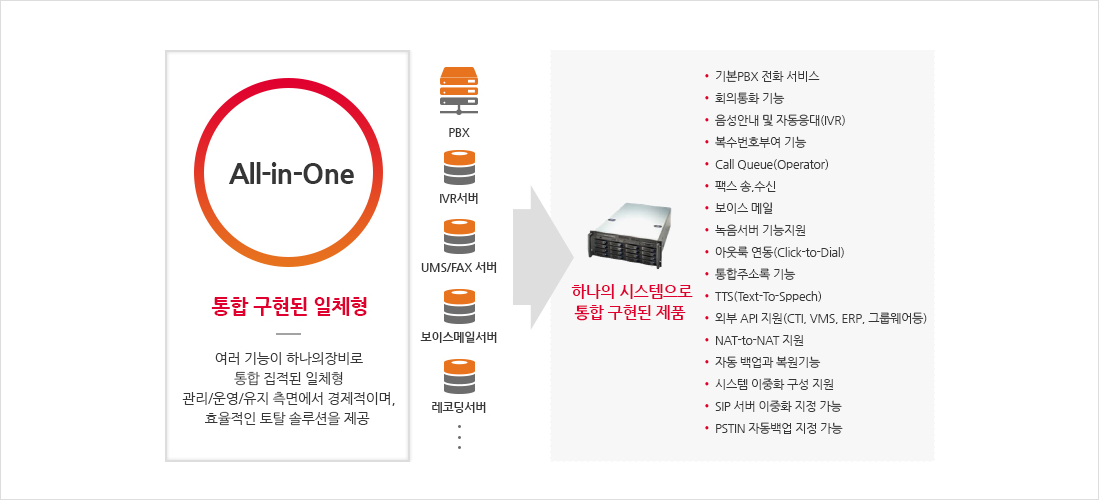 All-in-One
통합 구현된 일체형
여러 기능이 하나의장비로
통합 집적된 일체형
관리/운영/유지 측면에서 경제적이며,
효율적인 토탈 솔루션을 제공
PBX
IVR서버
UMS/FAX 서버
보이스메일서버
레코딩서버
하나의 시스템으로
통합 구현된 제품
• 기본PBX 전화 서비스
• 회의통화 기능
• 음성안내 및 자동응대(IVR)
• 복수번호부여 기능
• Call Queue(Operator)
• 팩스 송,수신
• 보이스 메일
• 녹음서버 기능지원
• 아웃룩 연동(Click-to-Dial)
• 통합주소록 기능
• TTS(Text-To-Sppech)
• 외부 API 지원(CTI, VMS, ERP, 그룹웨어등)
• NAT-to-NAT 지원
• 자동 백업과 복원기능
• 시스템 이중화 구성 지원
• SIP 서버 이중화 지정 가능
• PSTIN 자동백업 지정 가능